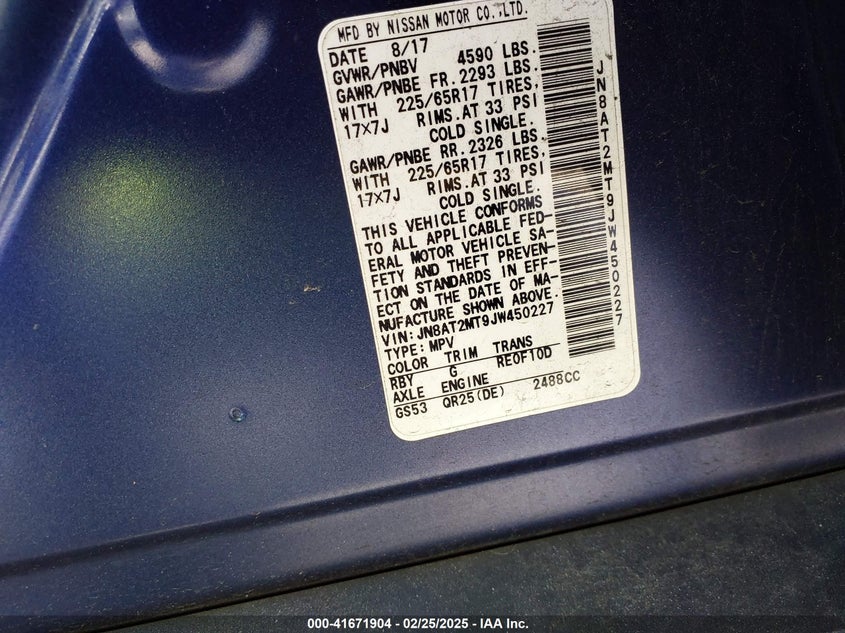 MFD BY NISSAN MOTOR CO.,LTD.
DATE 8/17
GVWR/PNBV 4590 LBS.
GAWR/PNBE FR.2293 LBS.
WITH 225/65R17 TIRES,
17×7J RIMS.AT 33 PSI
COLD SINGLE.
GAWR/PNBE RR.2326 LBS.
WITH 225/65R17 TIRES,
17×7J RIMS.AT 33 PSI
COLD SINGLE.
THIS VEHICLE CONFORMS
TO ALL APPLICABLE FED-
ERAL MOTOR VEHICLE SA-
FETY AND THEFT PREVEN-
TION STANDARDS IN EFF-
ECT ON THE DATE OF MA-
NUFACTURE SHOWN ABOVE.
VIN:JN8AT2MT9JW450227
TYPE:MPV
COLOR TRIM TRANS
RBY G RE0F10D
AXLE ENGINE
GS53 QR25(DE) 2488CC
JN8AT2MT9JW450227
000-41671904 - 02/25/2025 - IAA Inc.